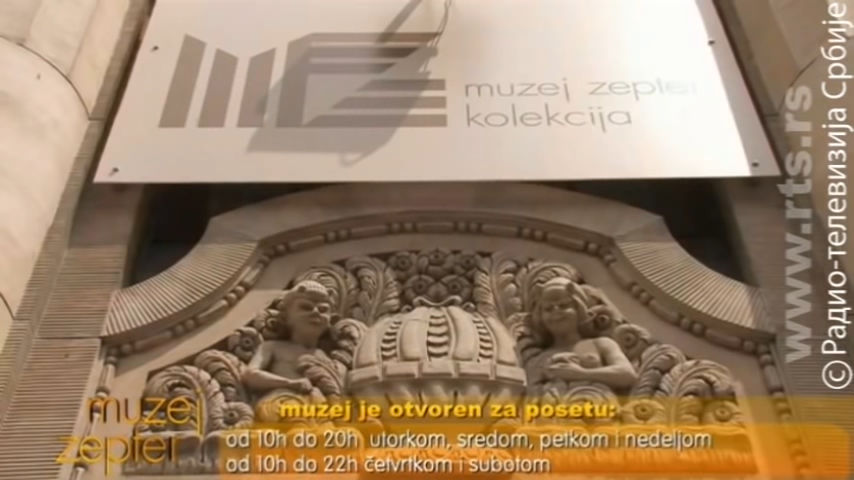 muzej zepter
kolekcija
muzej je otvoren za posetu:
muzej
zepter
od 10h do 20h utorkom, sredom, petkom i nedeljom
od 10h do 22h četvrtkom i subotom
www.rts.rs
© Радио-телевизија Србије